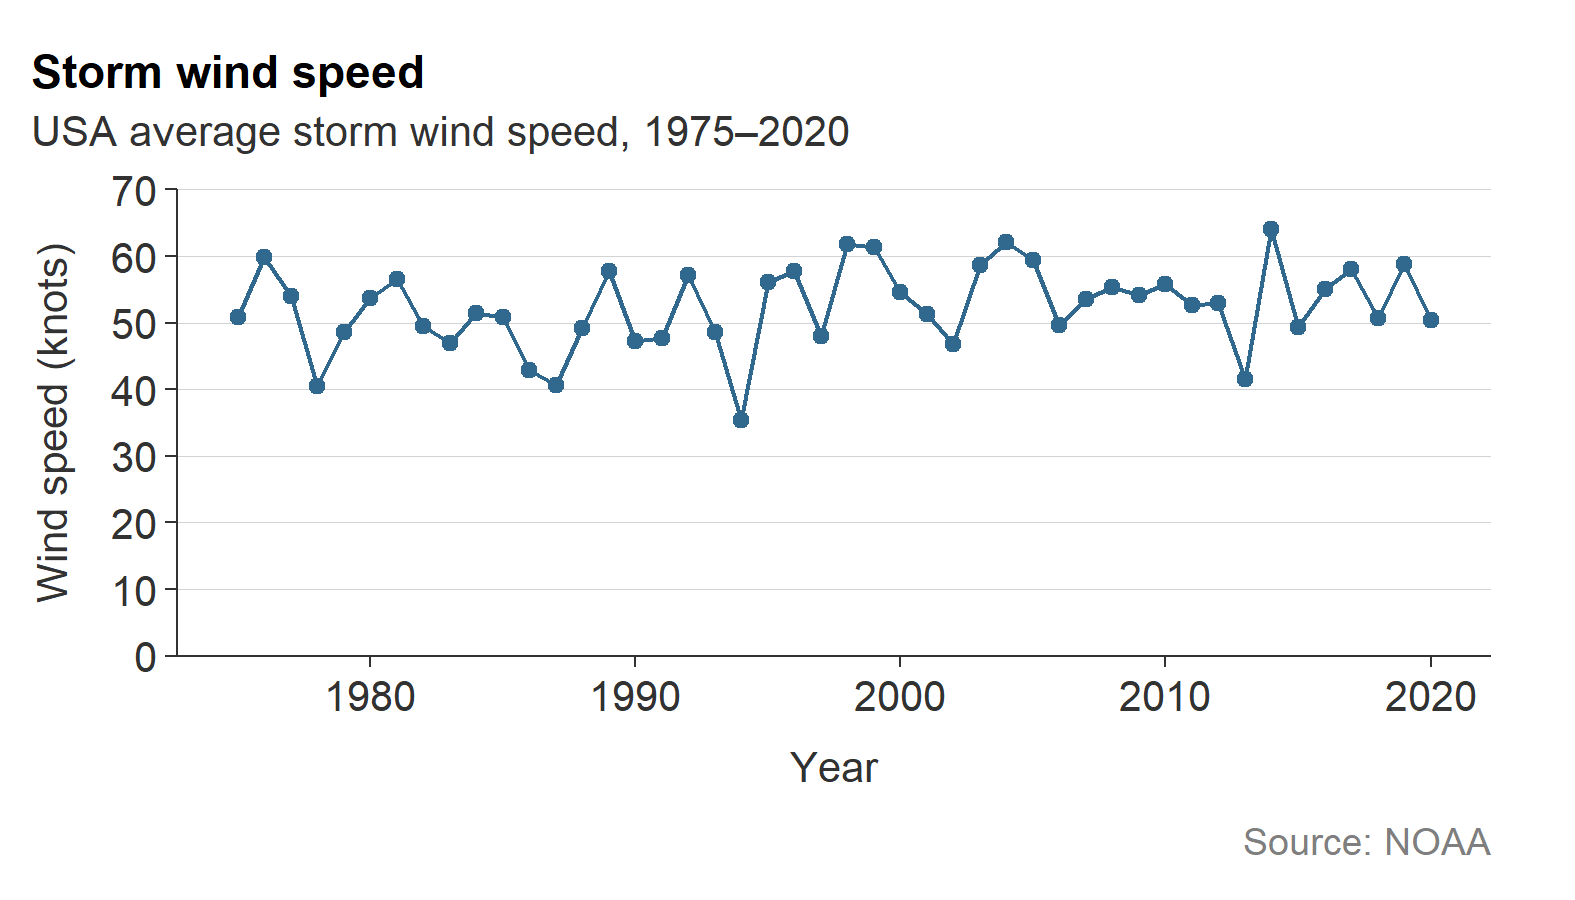 Storm wind speed
USA average storm wind speed, 1975–2020
Wind speed (knots)
70
60
50
40
30
20
10
0
1980 1990 2000 2010 2020
Year
Source: NOAA